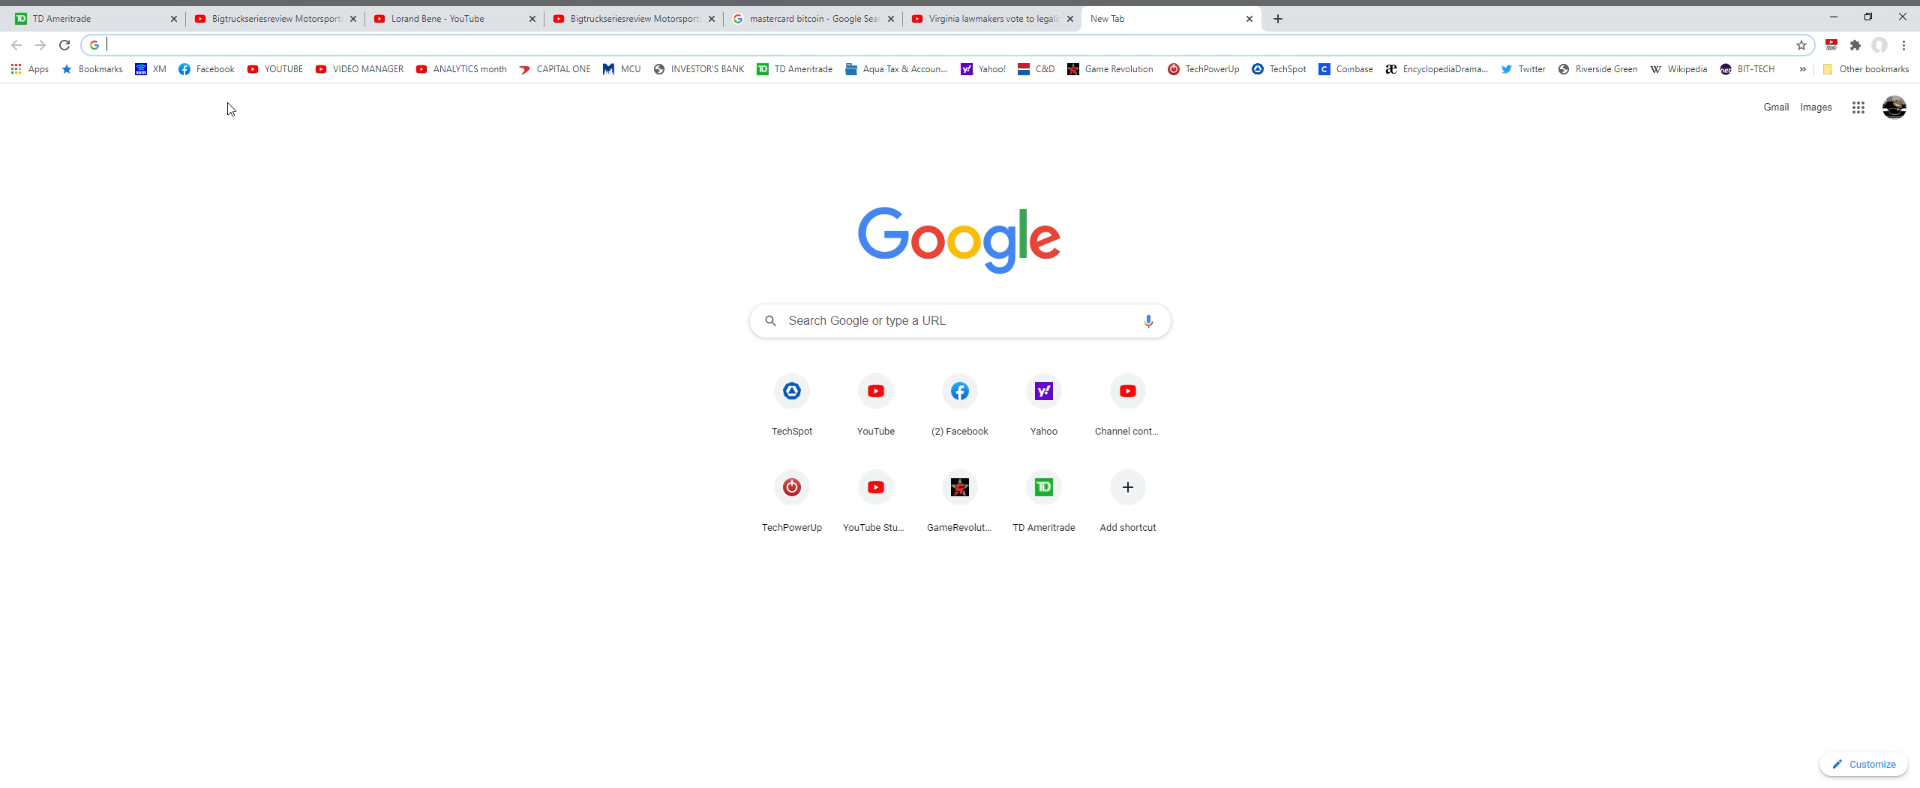 TD Ameritrade
Bigtruckseriesreview Motorsport
Lorand Bene - YouTube
Bigtruckseriesreview Motorsport
mastercard bitcoin - Google Sea
Virginia lawmakers vote to legali
New Tab
Apps Bookmarks XM Facebook YOUTUBE VIDEO MANAGER ANALYTICS month CAPITAL ONE MCU INVESTOR'S BANK TD Ameritrade Aqua Tax & Accoun... Yahoo! C&D Game Revolution TechPowerUp TechSpot Coinbase EncyclopediaDrama... Twitter Riverside Green Wikipedia BIT-TECH » Other bookmarks
Gmail Images
Google
Search Google or type a URL
TechSpot YouTube (2) Facebook Yahoo Channel cont...
TechPowerUp YouTube Stu... GameRevolut... TD Ameritrade Add shortcut
Customize